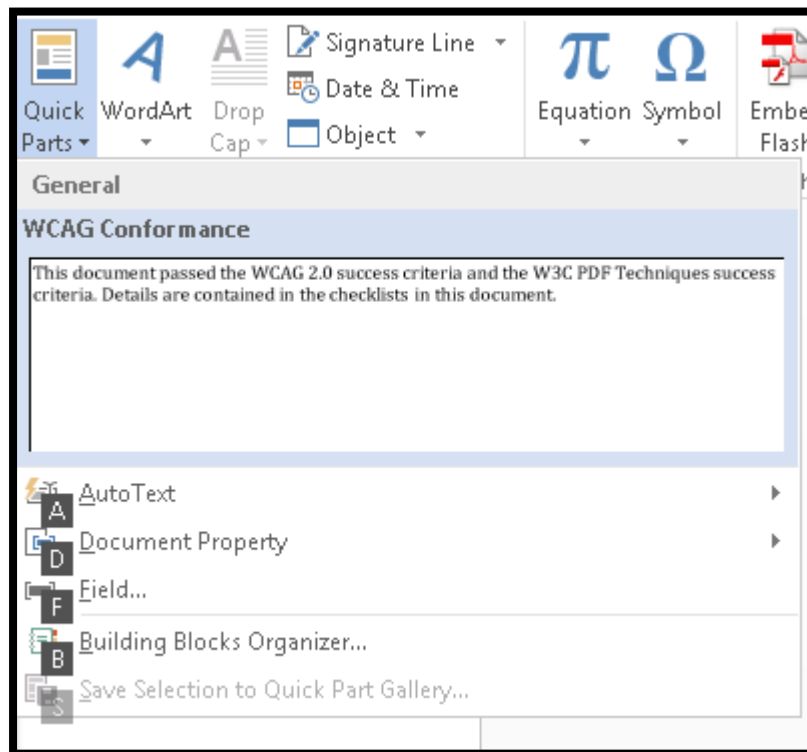 Signature Line
Date & Time
Object
Quick Parts
WordArt
Drop Cap
A
A
π
Equation
Ω
Symbol
Embe
Flash
General
WCAG Conformance
This document passed the WCAG 2.0 success criteria and the W3C PDF Techniques success
criteria. Details are contained in the checklists in this document.
A AutoText
D Document Property
F Field...
B Building Blocks Organizer...
S Save Selection to Quick Part Gallery...